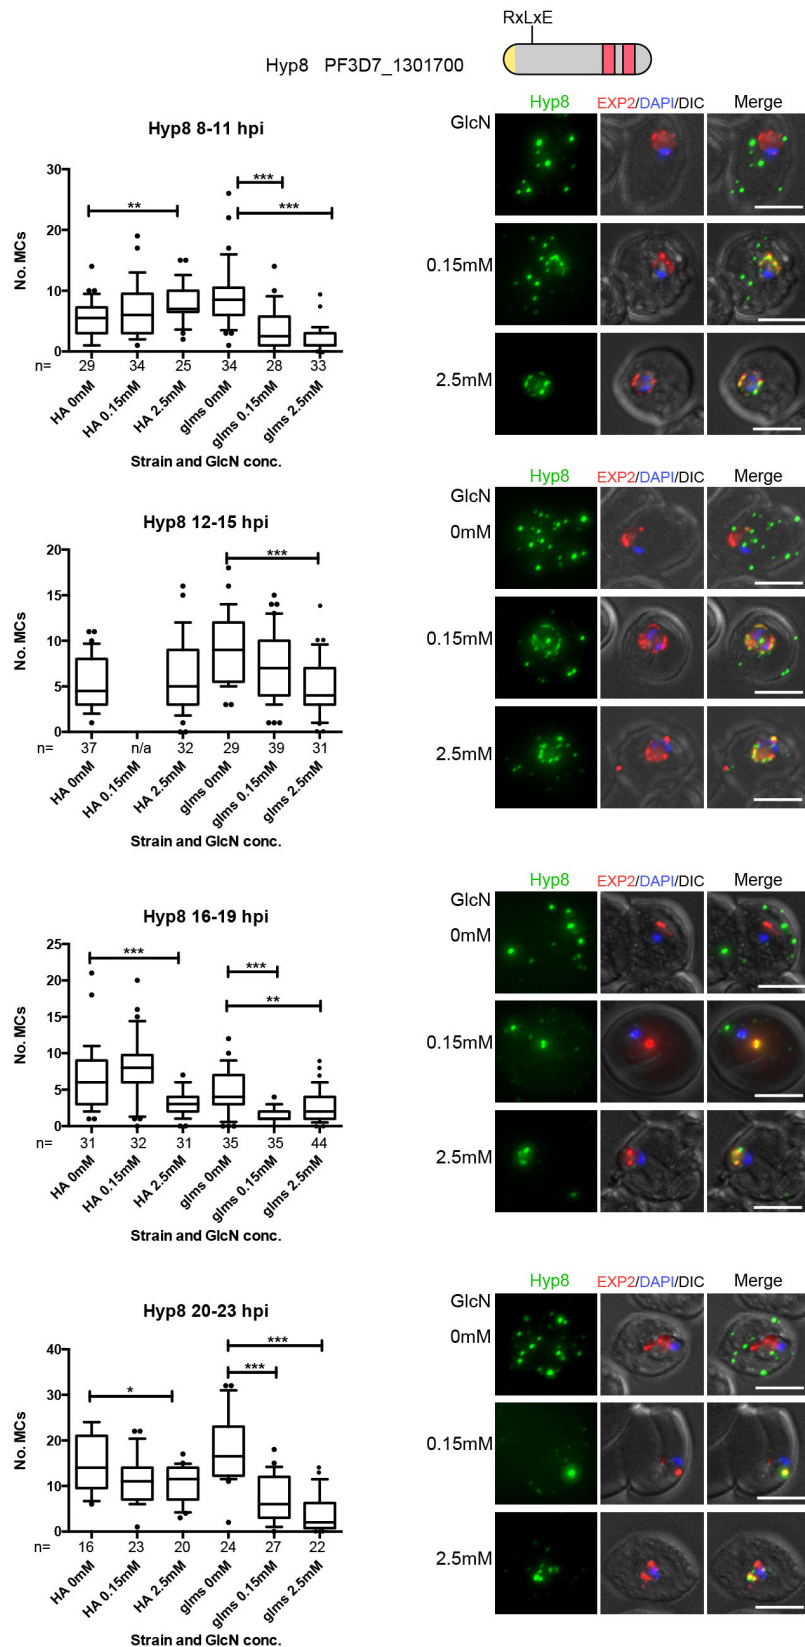 RxLxE
Hyp8 PF3D7_1301700
Hyp8 8-11 hpi
No. MCs
30
20
10
0
**
***
***
n= 29 34 25 34 28 33
HA 0mM
HA 0.15mM
HA 2.5mM
glms 0mM
glms 0.15mM
glms 2.5mM
Strain and GlcN conc.
Hyp8 EXP2/DAPI/DIC Merge
GlcN
0.15mM
2.5mM
Hyp8 12-15 hpi
No. MCs
20
15
10
5
0
***
n= 37 n/a 32 29 39 31
HA 0mM
HA 0.15mM
HA 2.5mM
glms 0mM
glms 0.15mM
glms 2.5mM
Strain and GlcN conc.
Hyp8 EXP2/DAPI/DIC Merge
GlcN
0mM
0.15mM
2.5mM
Hyp8 16-19 hpi
No. MCs
25
20
15
10
5
0
***
***
**
n= 31 32 31 35 35 44
HA 0mM
HA 0.15mM
HA 2.5mM
glms 0mM
glms 0.15mM
glms 2.5mM
Strain and GlcN conc.
Hyp8 EXP2/DAPI/DIC Merge
GlcN
0mM
0.15mM
2.5mM
Hyp8 20-23 hpi
No. MCs
40
30
20
10
0
*
***
***
n= 16 23 20 24 27 22
HA 0mM
HA 0.15mM
HA 2.5mM
glms 0mM
glms 0.15mM
glms 2.5mM
Strain and GlcN conc.
Hyp8 EXP2/DAPI/DIC Merge
GlcN
0mM
0.15mM
2.5mM